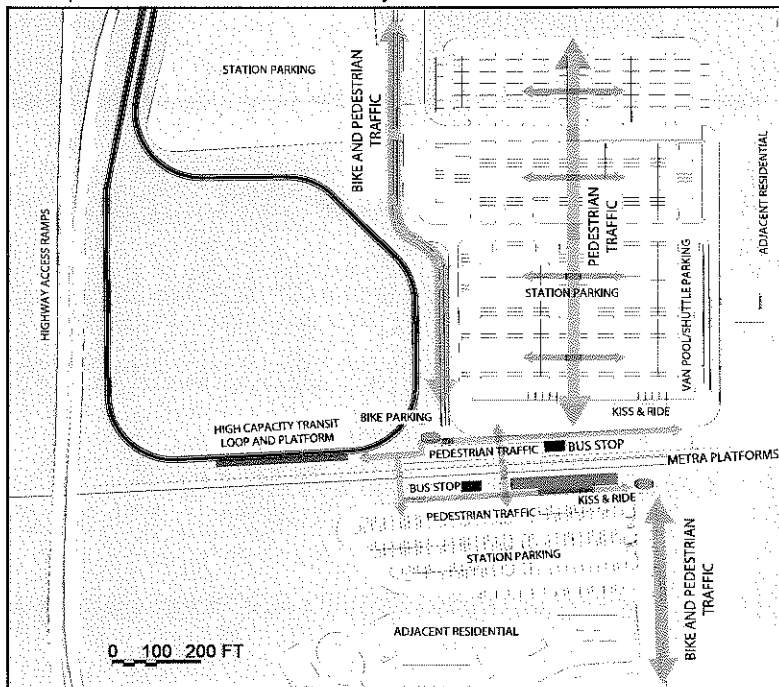 STATION PARKING
BIKE AND PEDESTRIAN
TRAFFIC
PEDESTRIAN
TRAFFIC
HIGHWAY ACCESS RAMPS
ADJACENT RESIDENTIAL
STATION PARKING
VAN POOL/SHUTTLE PARKING
BIKE PARKING
KISS & RIDE
HIGH CAPACITY TRANSIT
LOOP AND PLATFORM
PEDESTRIAN TRAFFIC
BUS STOP
METRA PLATFORMS
BUS STOP
KISS & RIDE
PEDESTRIAN TRAFFIC
STATION PARKING
BIKE AND PEDESTRIAN
TRAFFIC
ADJACENT RESIDENTIAL
0 100 200 FT